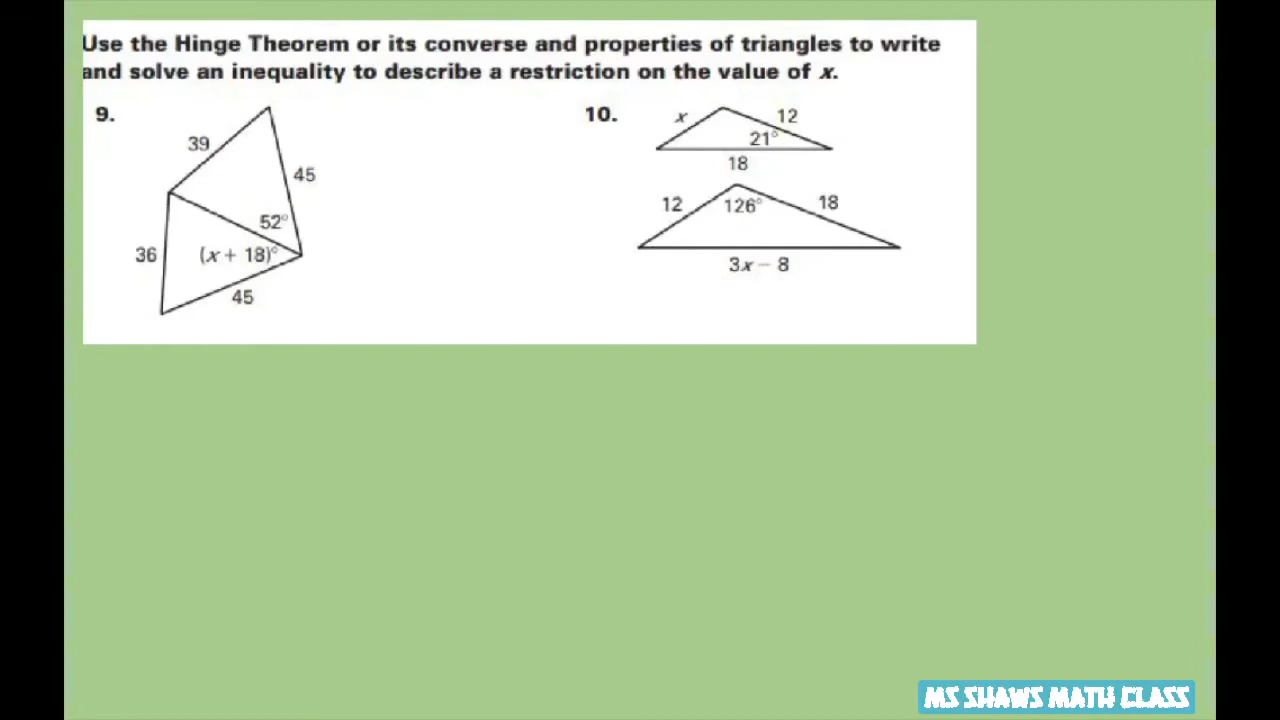 Use the Hinge Theorem or its converse and properties of triangles to write
and solve an inequality to describe a restriction on the value of x.
9.
39
45
52°
36
(x + 18)°
45
10.
x
12
21°
18
12
126°
18
3x – 8
MS SHAWS MATH CLASS